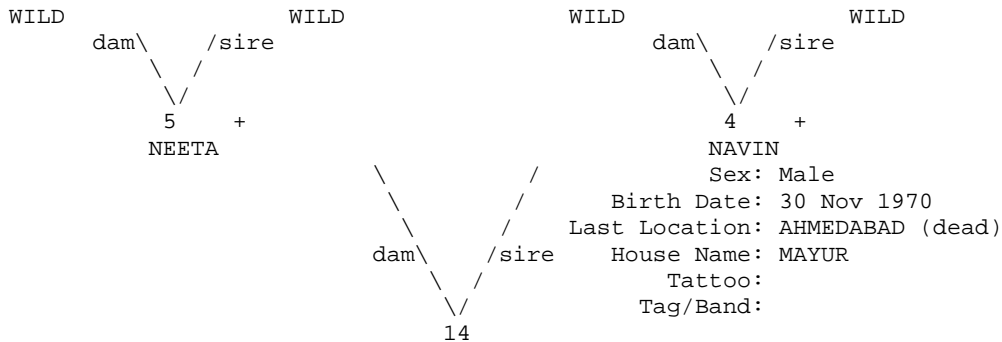 WILD WILD WILD WILD
dam\ /sire dam\ /sire
\ / \ /
\/ \/
5 + 4 +
NEETA NAVIN
\ / Sex: Male
\ / Birth Date: 30 Nov 1970
\ / Last Location: AHMEDABAD (dead)
dam\ /sire House Name: MAYUR
\ / Tattoo:
\/ Tag/Band:
14